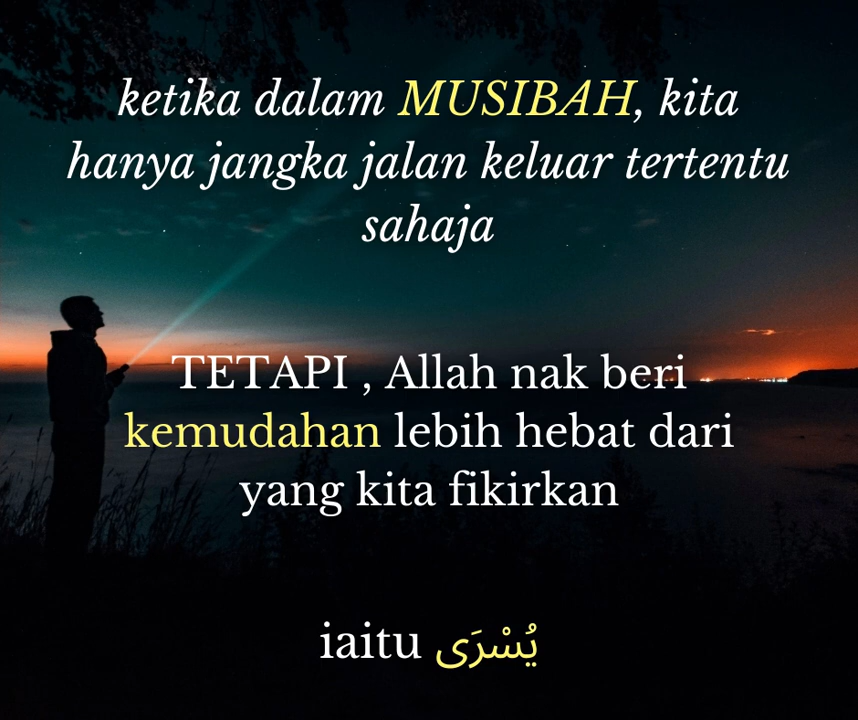 ketika dalam MUSIBAH, kita
hanya jangka jalan keluar tertentu
sahaja
TETAPI , Allah nak beri
kemudahan lebih hebat dari
yang kita fikirkan
iaitu يُسْرَى